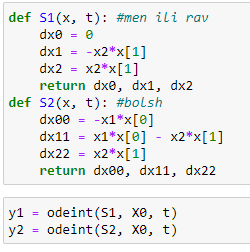 def S1(x, t): #men ili rav
    dx0 = 0
    dx1 = -x2*x[1]
    dx2 = x2*x[1]
    return dx0, dx1, dx2
def S2(x, t): #bolsh
    dx00 = -x1*x[0]
    dx11 = x1*x[0] - x2*x[1]
    dx22 = x2*x[1]
    return dx00, dx11, dx22
y1 = odeint(S1, X0, t)
y2 = odeint(S2, X0, t)